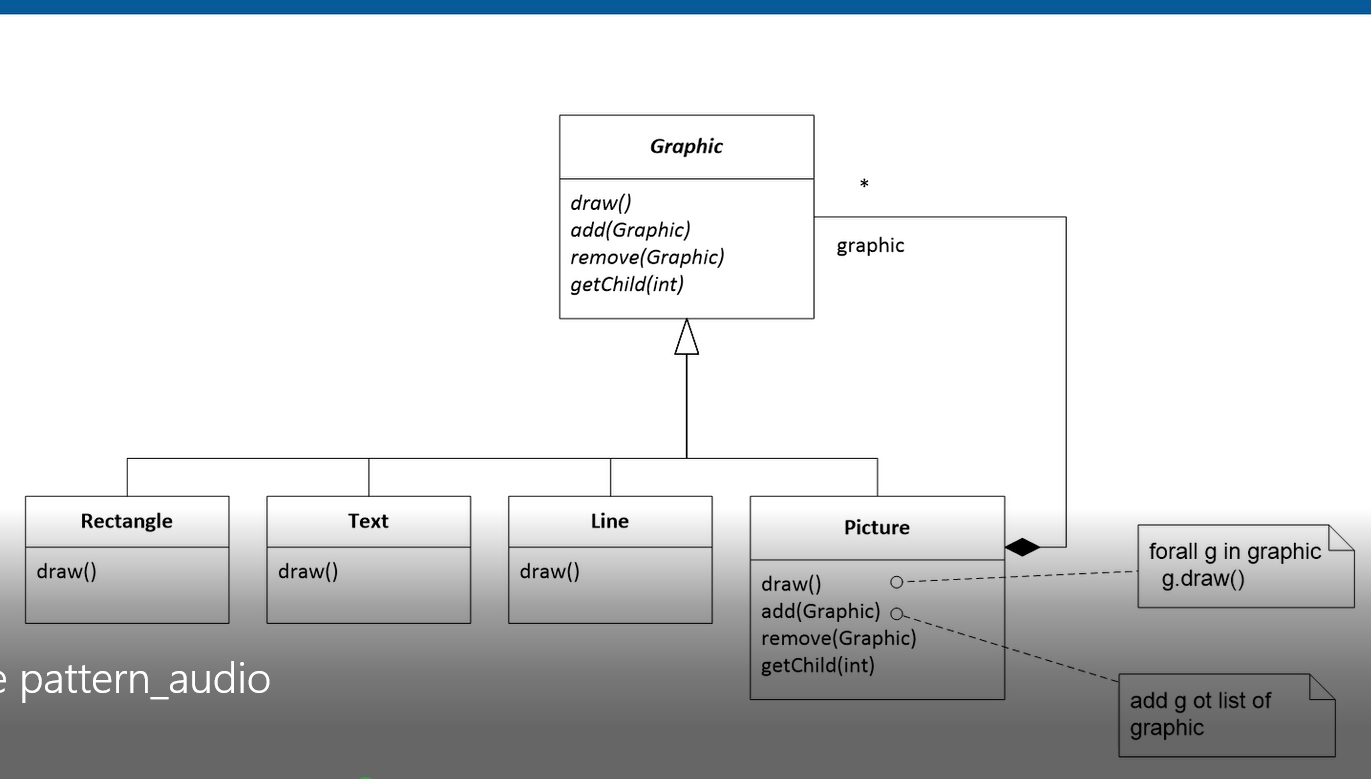 Graphic
draw()
add(Graphic)
remove(Graphic)
getChild(int)
*
graphic
Rectangle
draw()
Text
draw()
Line
draw()
Picture
draw()
add(Graphic)
remove(Graphic)
getChild(int)
forall g in graphic
g.draw()
add g ot list of
graphic
e pattern_audio